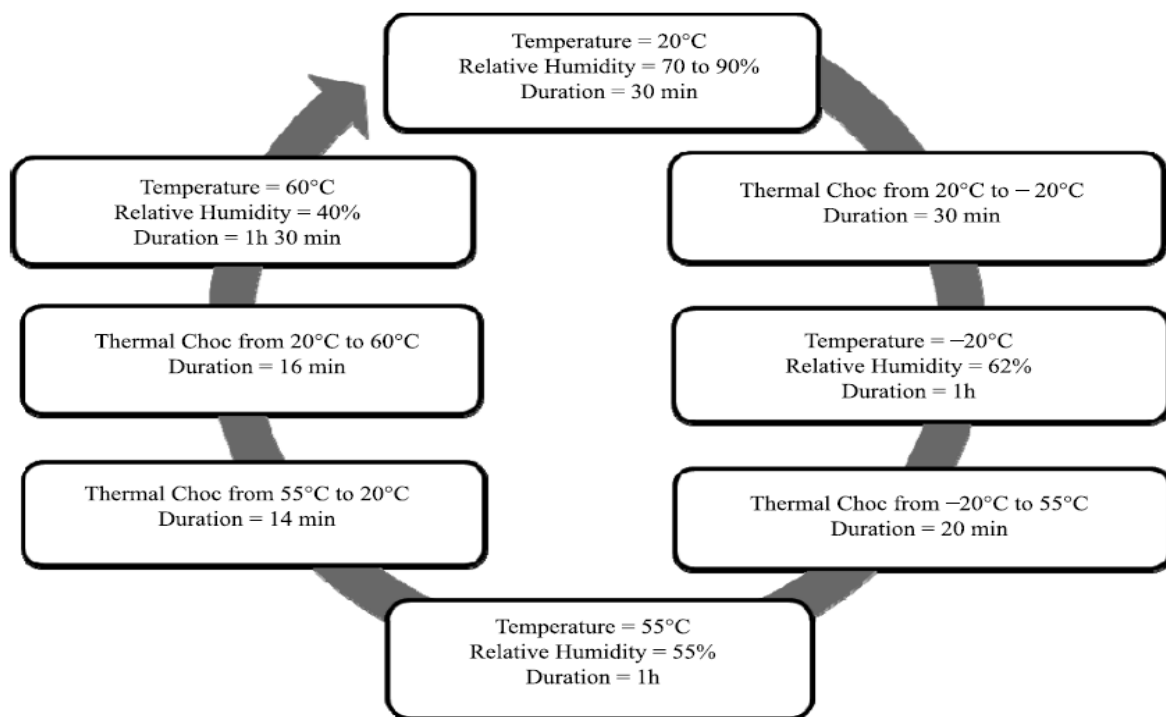 Temperature = 20°C
Relative Humidity = 70 to 90%
Duration = 30 min
Thermal Choc from 20°C to − 20°C
Duration = 30 min
Temperature = −20°C
Relative Humidity = 62%
Duration = 1h
Thermal Choc from −20°C to 55°C
Duration = 20 min
Temperature = 55°C
Relative Humidity = 55%
Duration = 1h
Thermal Choc from 55°C to 20°C
Duration = 14 min
Thermal Choc from 20°C to 60°C
Duration = 16 min
Temperature = 60°C
Relative Humidity = 40%
Duration = 1h 30 min